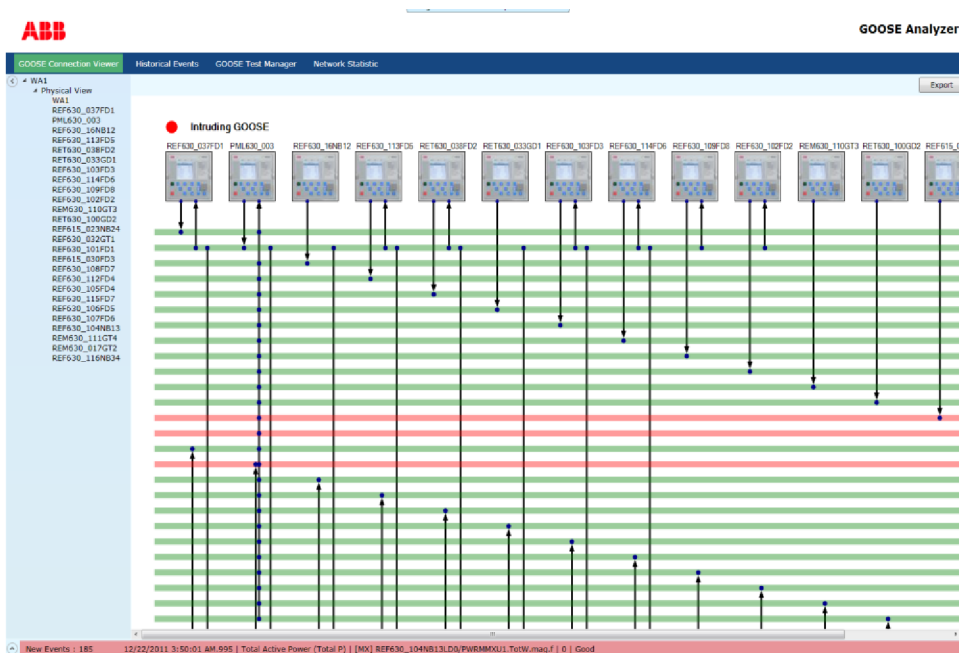 ABB
GOOSE Analyzer
GOOSE Connection Viewer Historical Events GOOSE Test Manager Network Statistic
WA1
Physical View
WA1
REF630_037FD1
PML630_003
REF630_16NB12
REF630_113FD5
RET630_038FD2
RET630_033GD1
REF630_103FD3
REF630_114FD6
REF630_109FD8
REF630_102FD2
REM630_110GT3
RET630_100GD2
REF615_023NB24
REF630_032GT1
REF630_101FD1
REF615_030FD3
REF630_108FD7
REF630_112FD4
REF630_105FD4
REF630_115FD7
REF630_106FD5
REF630_107FD6
REF630_104NB13
REM630_111GT4
REM630_017GT2
REF630_116NB34
Export
Intruding GOOSE
REF630_037FD1 PML630_003 REF630_16NB12 REF630_113FD5 RET630_038FD2 RET630_033GD1 REF630_103FD3 REF630_114FD6 REF630_109FD8 REF630_102FD2 REM630_110GT3 RET630_100GD2 REF615_0
New Events : 185 12/22/2011 3:50:01 AM.995 | Total Active Power (Total P) | [MX] REF630_104NB13LD0/PWRMMXU1.TotW.mag.f | 0 | Good